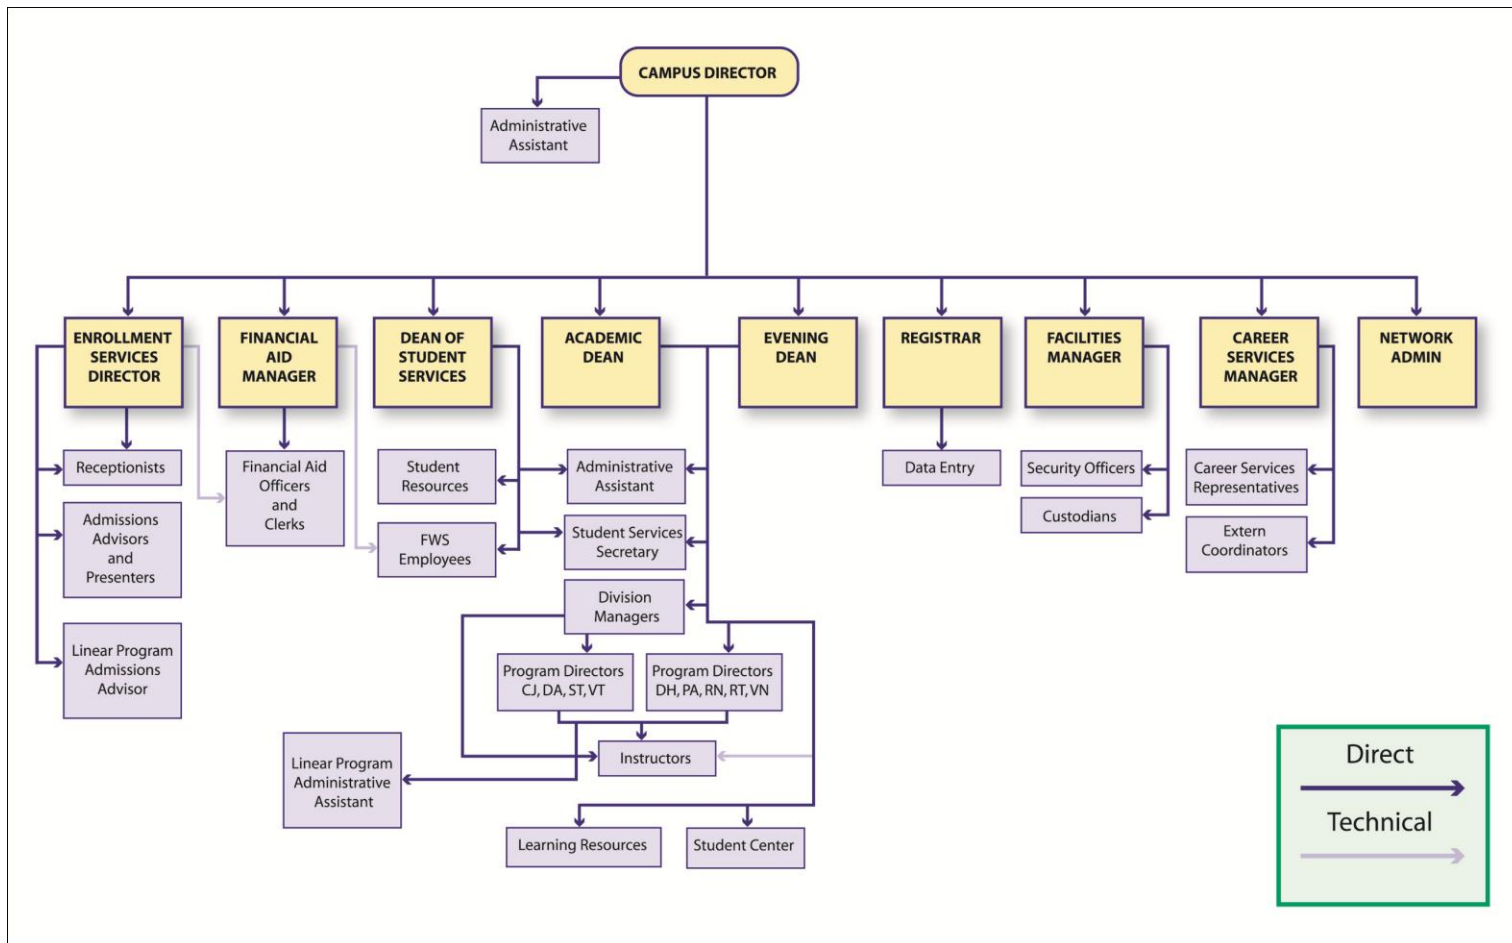 CAMPUS DIRECTOR
Administrative
Assistant
ENROLLMENT
SERVICES
DIRECTOR
FINANCIAL
AID
MANAGER
DEAN OF
STUDENT
SERVICES
ACADEMIC
DEAN
EVENING
DEAN
REGISTRAR
FACILITIES
MANAGER
CAREER
SERVICES
MANAGER
NETWORK
ADMIN
Receptionists
Admissions
Advisors
and
Presenters
Linear Program
Admissions
Advisor
Financial Aid
Officers
and
Clerks
Student
Resources
FWS
Employees
Administrative
Assistant
Student Services
Secretary
Division
Managers
Program Directors
CJ, DA, ST, VT
Program Directors
DH, PA, RN, RT, VN
Instructors
Linear Program
Administrative
Assistant
Learning Resources
Student Center
Data Entry
Security Officers
Custodians
Career Services
Representatives
Extern
Coordinators
Direct
Technical